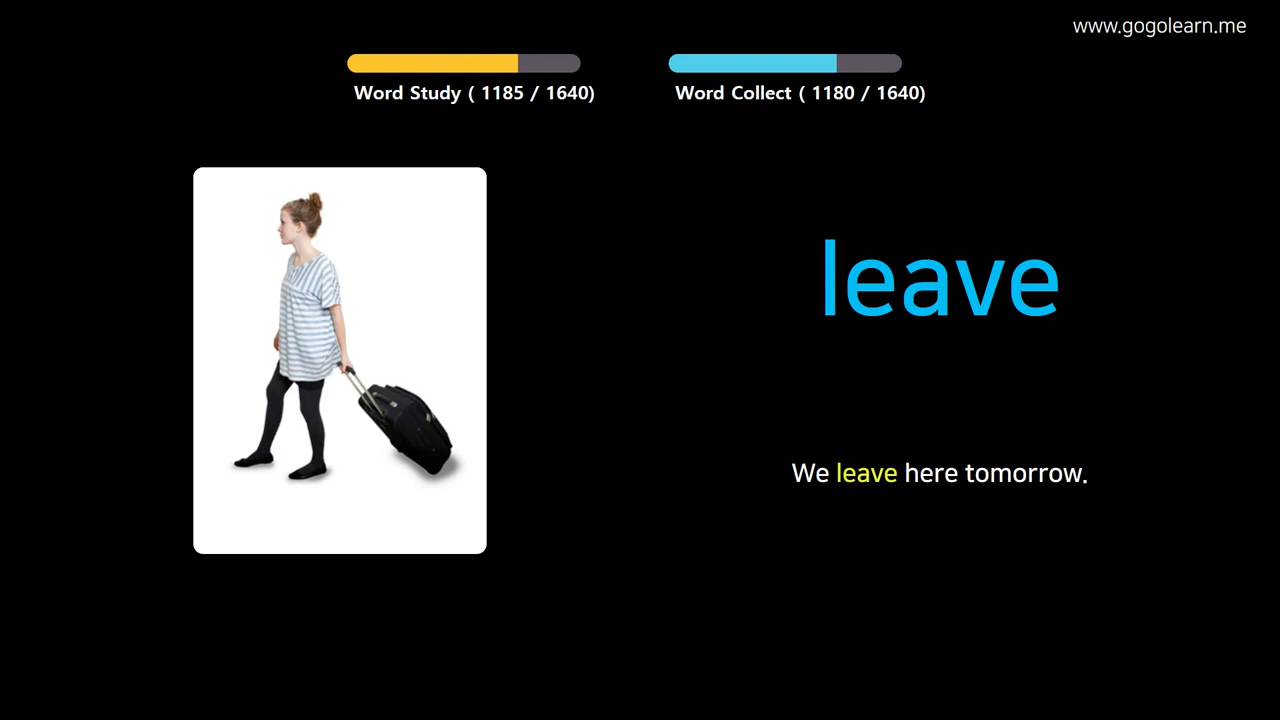 www.gogolearn.me
Word Study ( 1185 / 1640)
Word Collect ( 1180 / 1640)
leave
We leave here tomorrow.